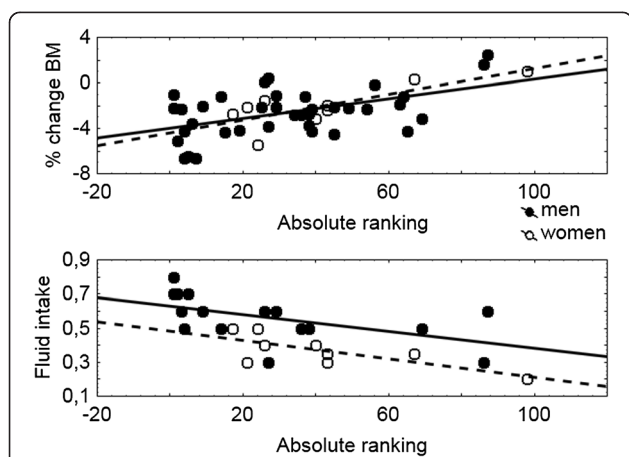 % change BM
4
0
-4
-8
-20
20
60
100
Absolute ranking
men
women
Fluid intake
0,9
0,7
0,5
0,3
0,1
-20
20
60
100
Absolute ranking